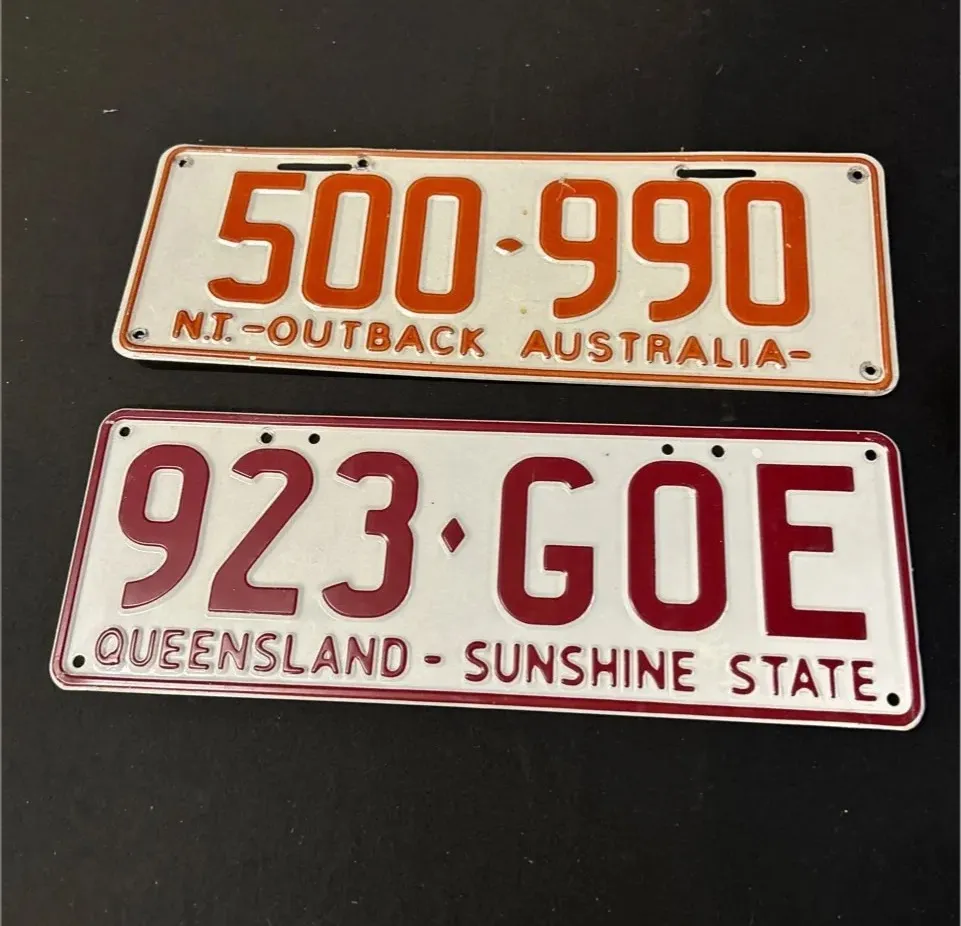 500·990
N.T.-OUTBACK AUSTRALIA-
923·GOE
QUEENSLAND - SUNSHINE STATE